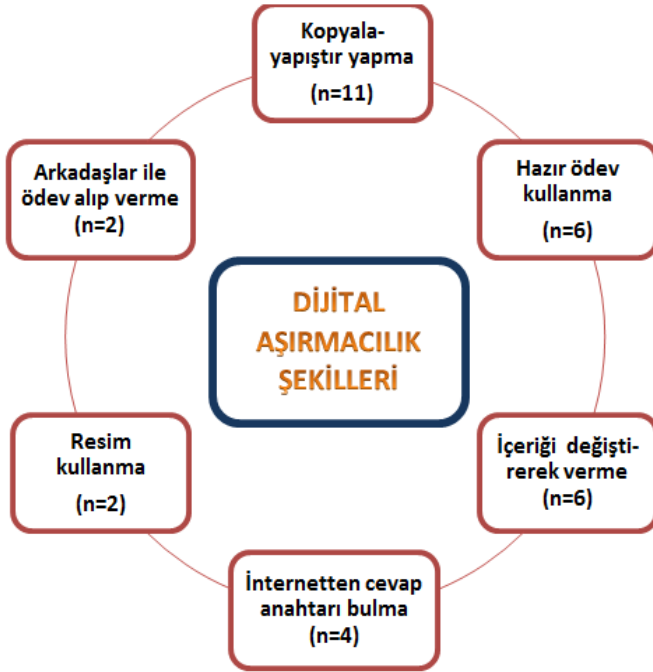 Kopyala-
yapıştır yapma
(n=11)
Hazır ödev
kullanma
(n=6)
İçeriği değişti-
rerek verme
(n=6)
İnternetten cevap
anahtarı bulma
(n=4)
Resim
kullanma
(n=2)
Arkadaşlar ile
ödev alıp verme
(n=2)
DİJİTAL
AŞIRMACILIK
ŞEKİLLERİ